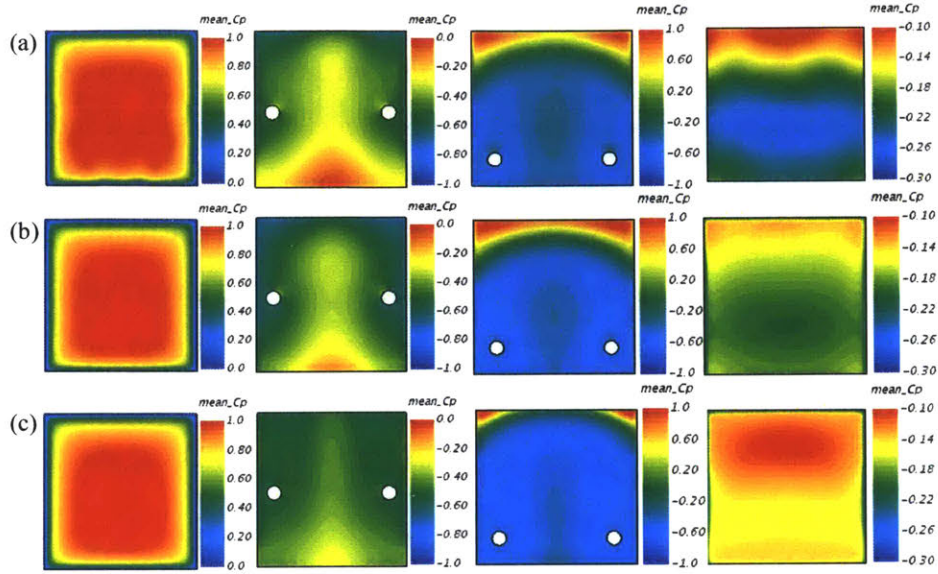 mean_Cp mean_Cp mean_Cp mean_Cp
(a)
1.0 -0.0 1.0 -0.10
0.80 -0.20 0.60 -0.14
0.60 -0.40 -0.20 -0.18
0.40 -0.60 -0.20 -0.22
0.20 -0.80 -0.60 -0.26
0.0 -1.0 -1.0 -0.30
mean_Cp mean_Cp mean_Cp mean_Cp
(b)
1.0 0.0 1.0 -0.10
0.80 -0.20 0.60 -0.14
0.60 -0.40 -0.20 -0.18
0.40 -0.60 -0.20 -0.22
0.20 -0.80 0.60 -0.26
0.0 -1.0 -1.0 -0.30
mean_Cp mean_Cp mean_Cp mean_Cp
(c)
1.0 0.0 1.0 -0.10
0.80 -0.20 0.60 -0.14
0.60 -0.40 0.20 -0.18
0.40 -0.60 -0.20 -0.22
0.20 -0.80 -0.60 -0.26
0.0 -1.0 -1.0 -0.30